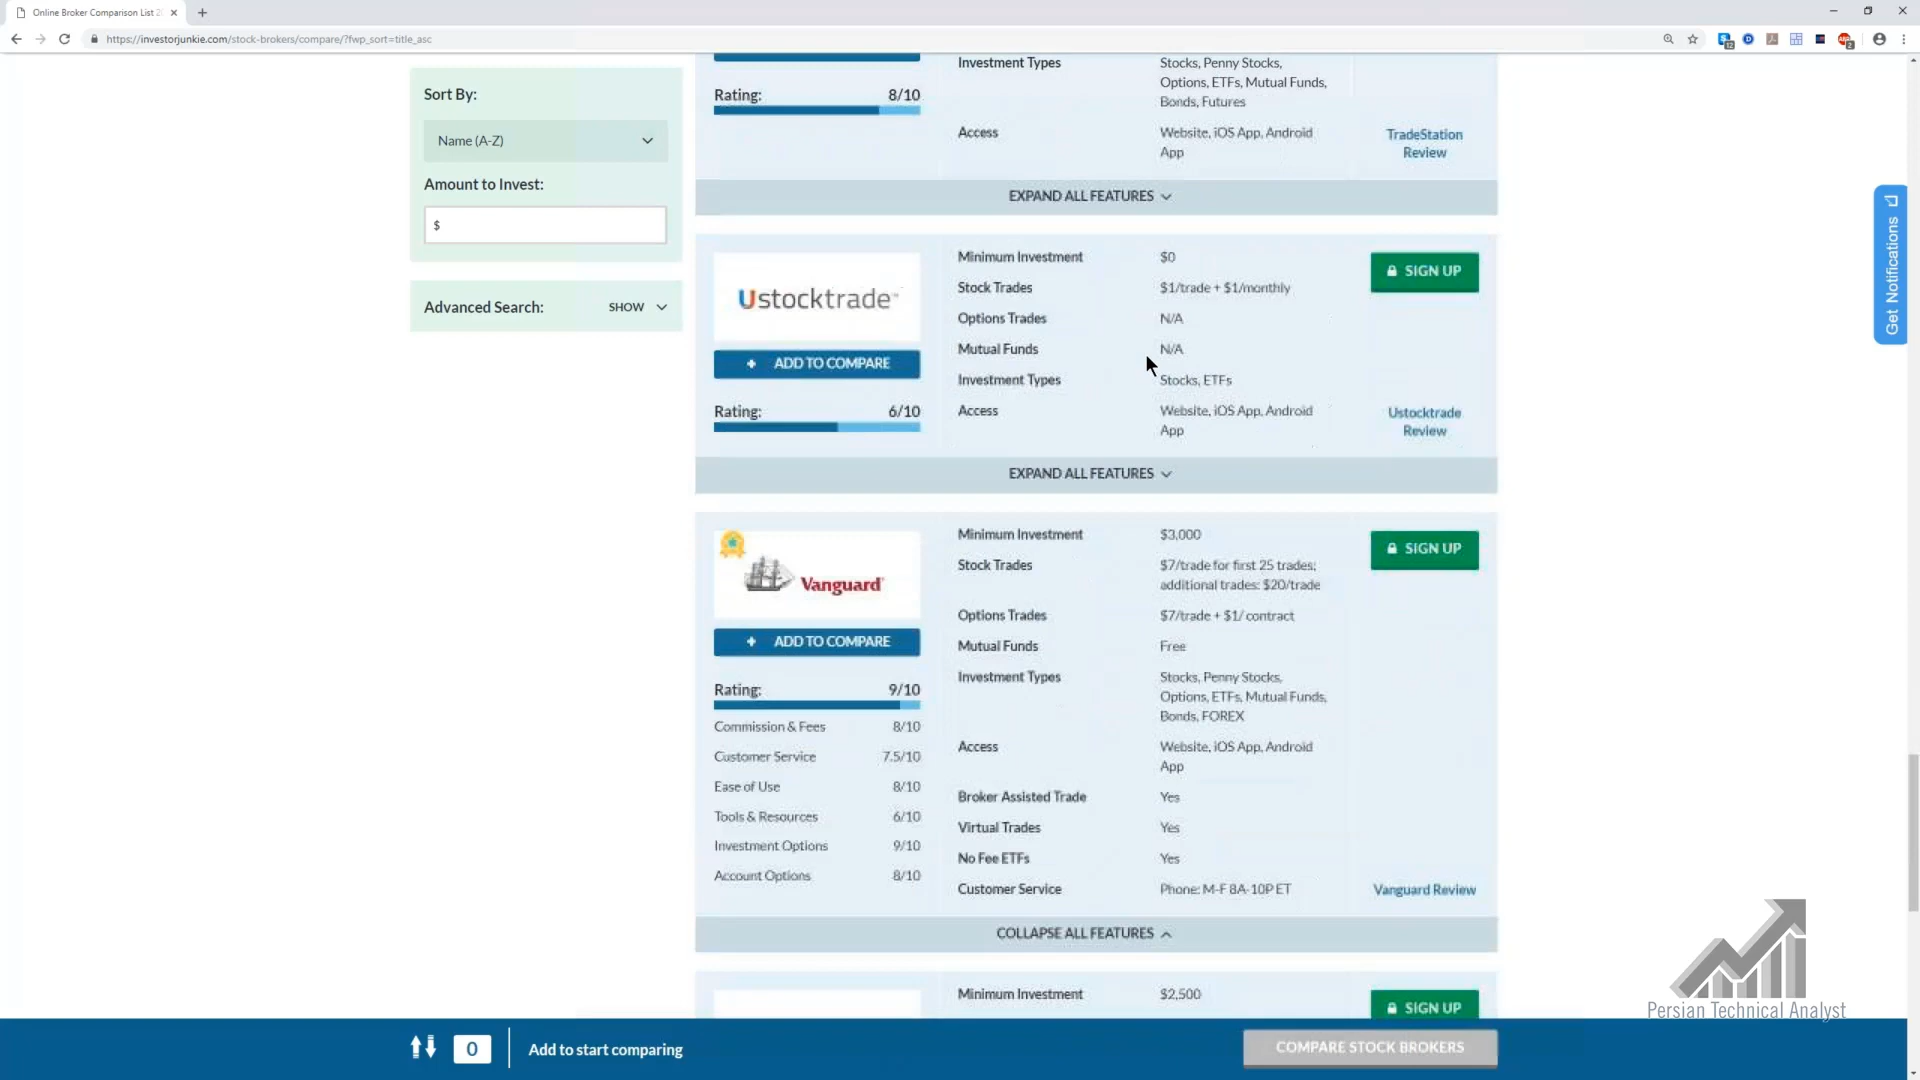 Online Broker Comparison List 2
https://investorjunkie.com/stock-brokers/compare/?fwp_sort=title_asc
Sort By:
Name (A-Z)
Amount to Invest:
$
Advanced Search: SHOW
Rating: 8/10
Investment Types
Stocks, Penny Stocks,
Options, ETFs, Mutual Funds,
Bonds, Futures
Access
Website, iOS App, Android
App
TradeStation
Review
EXPAND ALL FEATURES
Ustocktrade
+ ADD TO COMPARE
Rating: 6/10
Minimum Investment $0
Stock Trades $1/trade + $1/monthly
Options Trades N/A
Mutual Funds N/A
Investment Types Stocks, ETFs
Access Website, iOS App, Android
App
SIGN UP
Ustocktrade
Review
EXPAND ALL FEATURES
Vanguard
+ ADD TO COMPARE
Rating: 9/10
Commission & Fees 8/10
Customer Service 7.5/10
Ease of Use 8/10
Tools & Resources 6/10
Investment Options 9/10
Account Options 8/10
Minimum Investment $3,000
Stock Trades $7/trade for first 25 trades;
additional trades: $20/trade
Options Trades $7/trade + $1/ contract
Mutual Funds Free
Investment Types Stocks, Penny Stocks,
Options, ETFs, Mutual Funds,
Bonds, FOREX
Access Website, iOS App, Android
App
Broker Assisted Trade Yes
Virtual Trades Yes
No Fee ETFs Yes
Customer Service Phone: M-F 8A-10P ET
SIGN UP
Vanguard Review
COLLAPSE ALL FEATURES
Minimum Investment $2,500
SIGN UP
Get Notifications
Persian Technical Analyst
0 Add to start comparing
COMPARE STOCK BROKERS